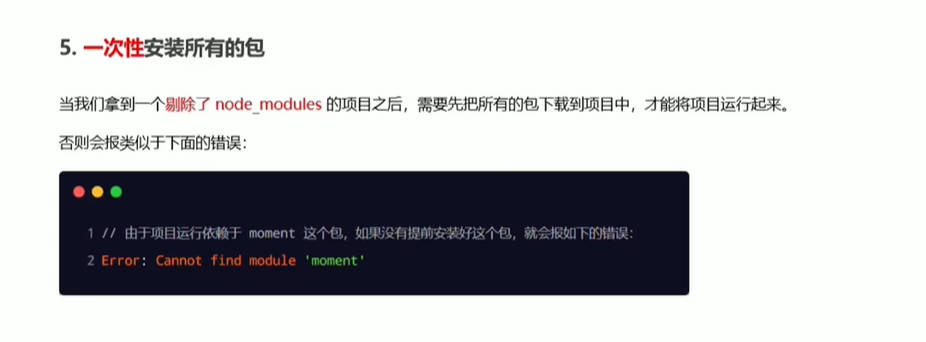 5. 一次性安装所有的包
当我们拿到一个剔除了 node_modules 的项目之后，需要先把所有的包下载到项目中，才能将项目运行起来。
否则会报类似于下面的错误：
1 // 由于项目运行依赖于 moment 这个包，如果没有提前安装好这个包，就会报如下的错误：
2 Error: Cannot find module 'moment'